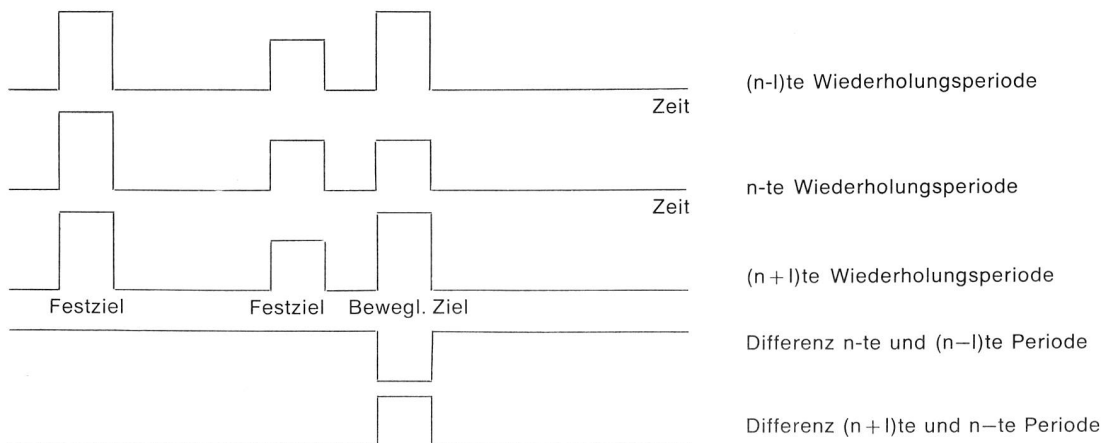 (n-l)te Wiederholungsperiode
Zeit
n-te Wiederholungsperiode
Zeit
(n+l)te Wiederholungsperiode
Festziel Festziel Bewegl. Ziel
Differenz n-te und (n—l)te Periode
Differenz (n+l)te und n—te Periode